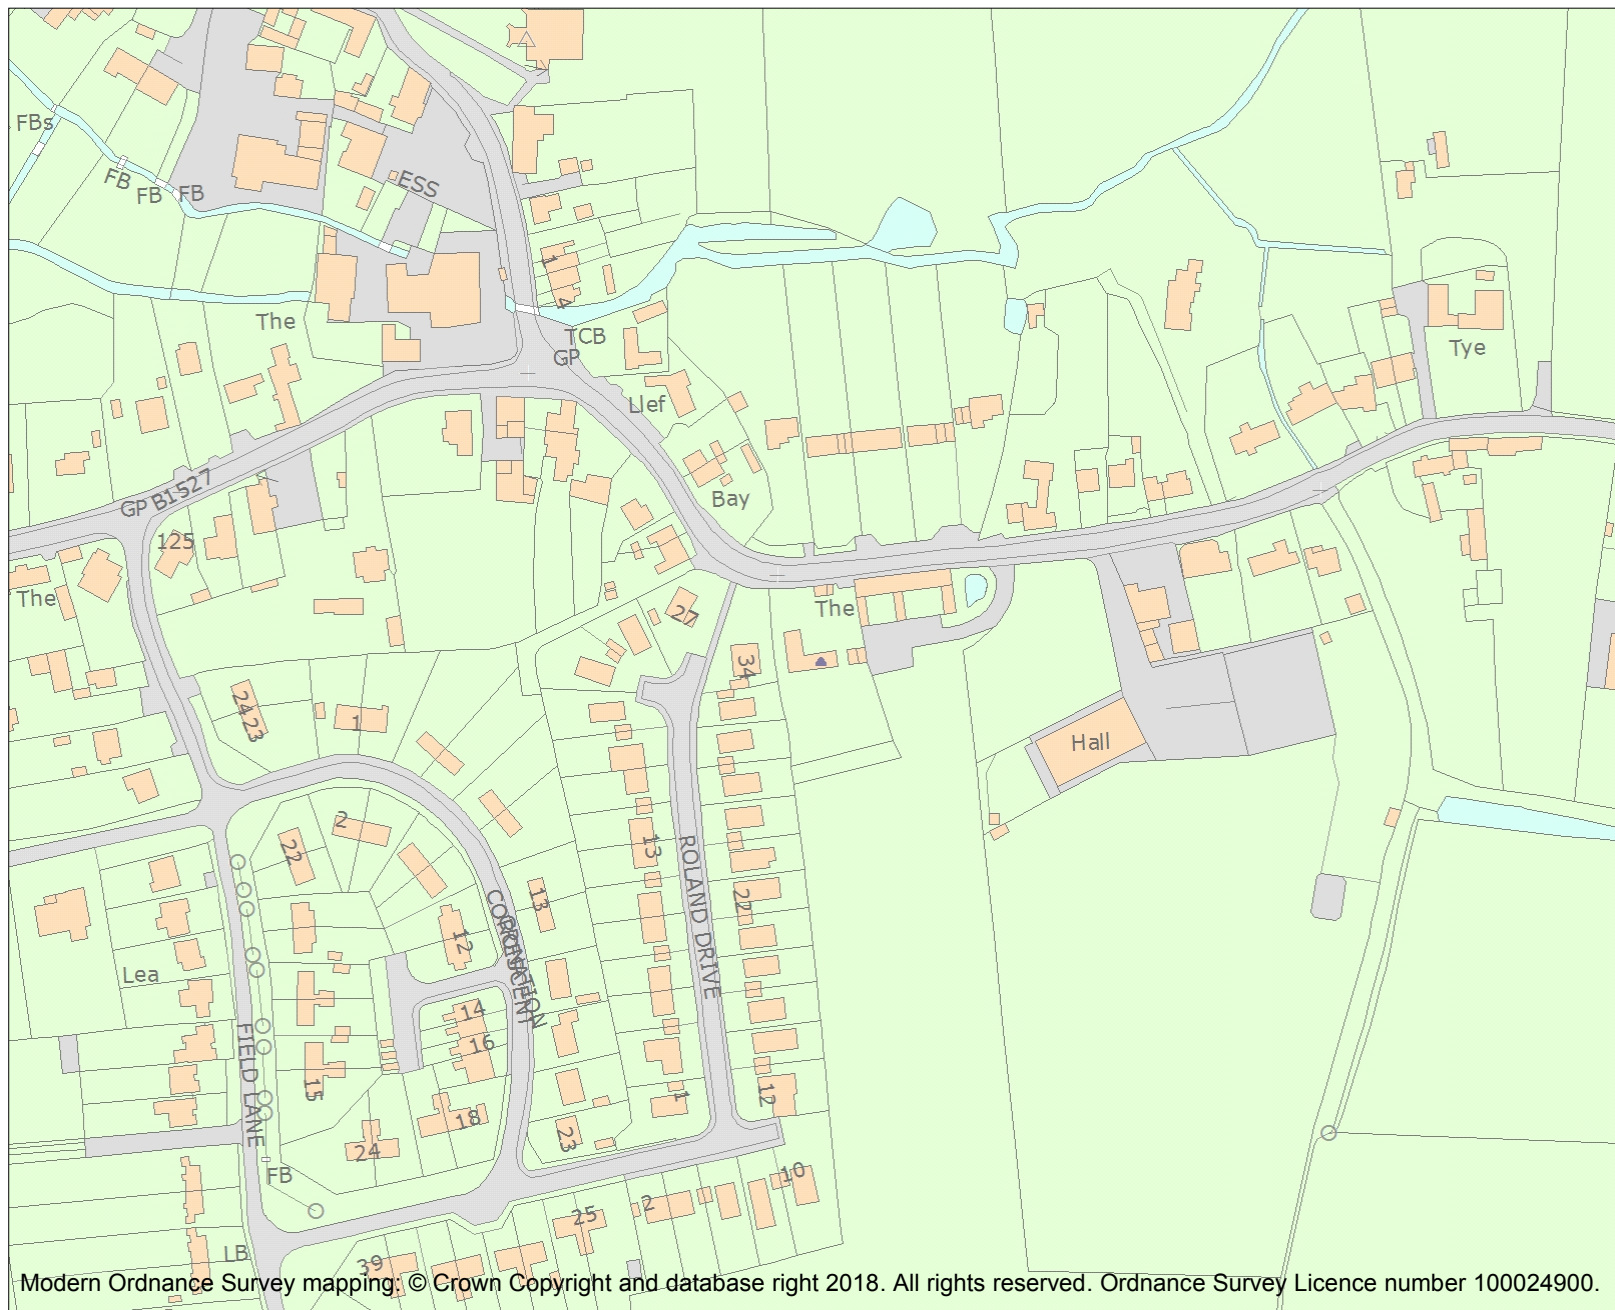 FBs
FB
FB
FB
ESS
1
4
The
TCB
GP
Tye
Llef
GP B1527
Bay
125
The
27
The
34
24
23
1
Hall
2
22
13
ROLAND DRIVE
22
13
CORONATION
CRESCENT
12
Lea
14
16
FIELD LANE
15
1
12
18
23
24
FB
10
2
25
LB
39
Modern Ordnance Survey mapping: © Crown Copyright and database right 2018. All rights reserved. Ordnance Survey Licence number 100024900.